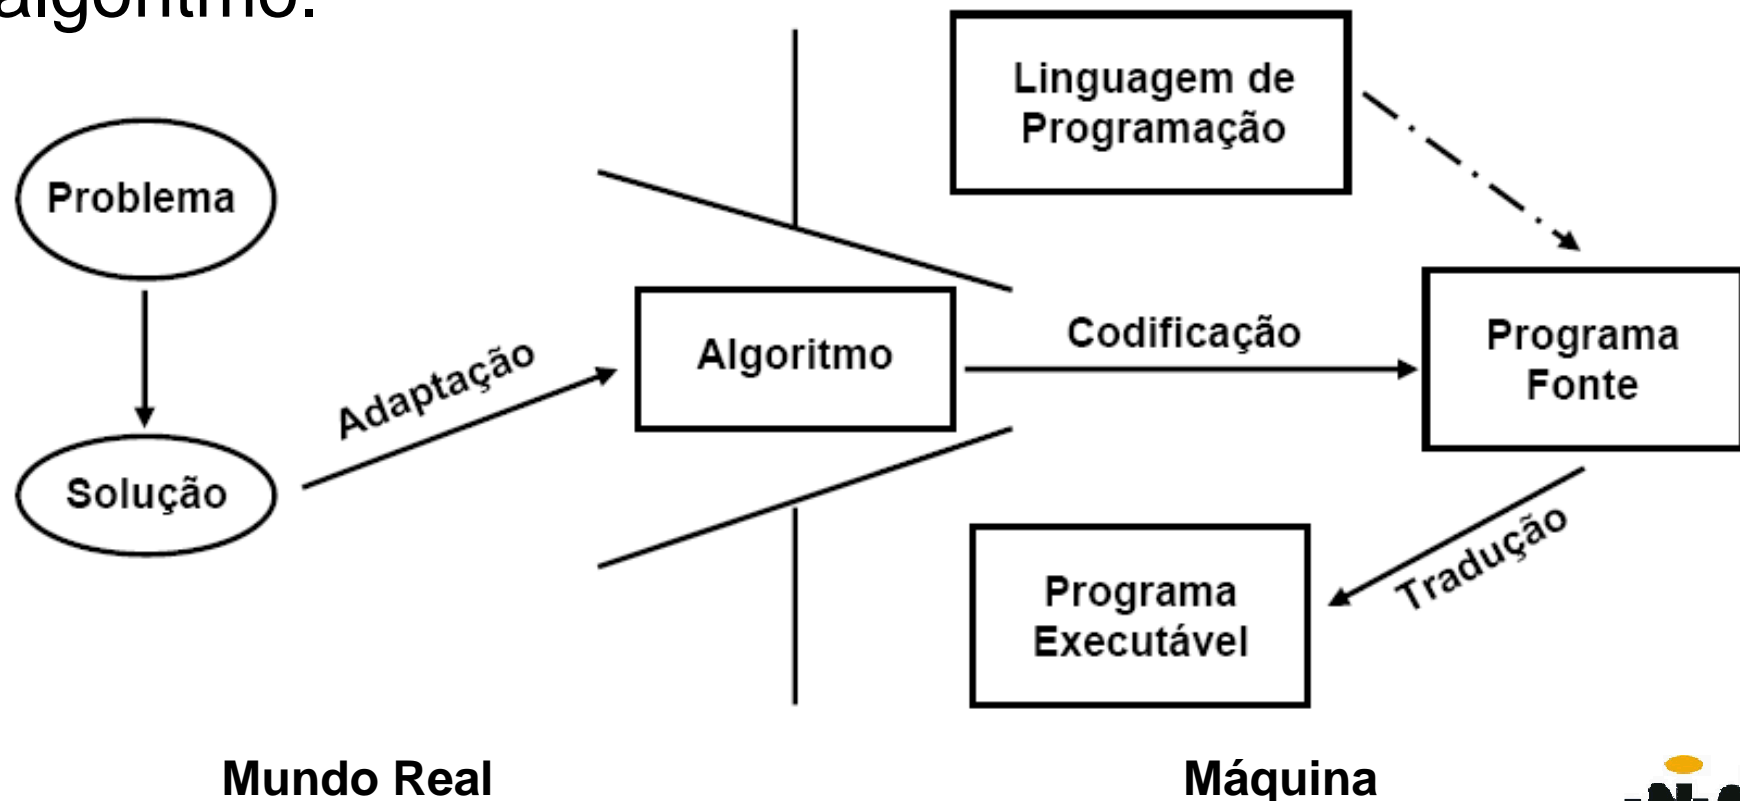 algoritmo.
Linguagem de
Programação
Problema
Adaptação
Algoritmo
Codificação
Programa
Fonte
Solução
Tradução
Programa
Executável
Mundo Real
Máquina